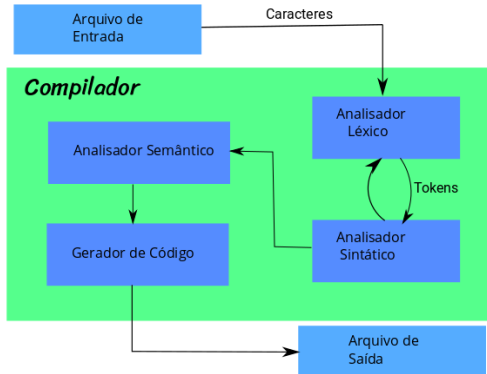 Arquivo de
Entrada
Caracteres
Compilador
Analisador
Léxico
Analisador Semântico
Tokens
Analisador
Sintático
Gerador de Código
Arquivo de
Saída